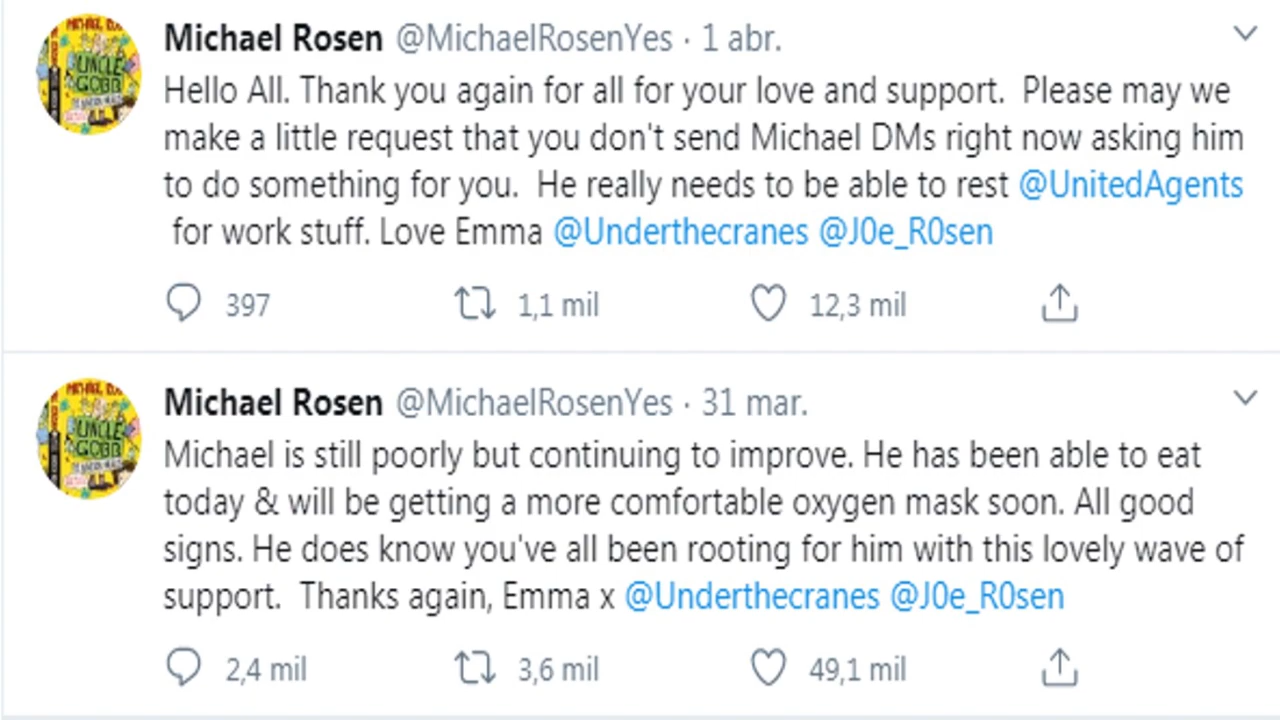 Michael Rosen @MichaelRosenYes · 1 abr.
Hello All. Thank you again for all for your love and support.  Please may we
make a little request that you don't send Michael DMs right now asking him
to do something for you.  He really needs to be able to rest @UnitedAgents
for work stuff. Love Emma @Underthecranes @J0e_R0sen
397 1,1 mil 12,3 mil
Michael Rosen @MichaelRosenYes · 31 mar.
Michael is still poorly but continuing to improve. He has been able to eat
today & will be getting a more comfortable oxygen mask soon. All good
signs. He does know you've all been rooting for him with this lovely wave of
support.  Thanks again, Emma x @Underthecranes @J0e_R0sen
2,4 mil 3,6 mil 49,1 mil
UNCLE
GOBB
UNCLE
GOBB